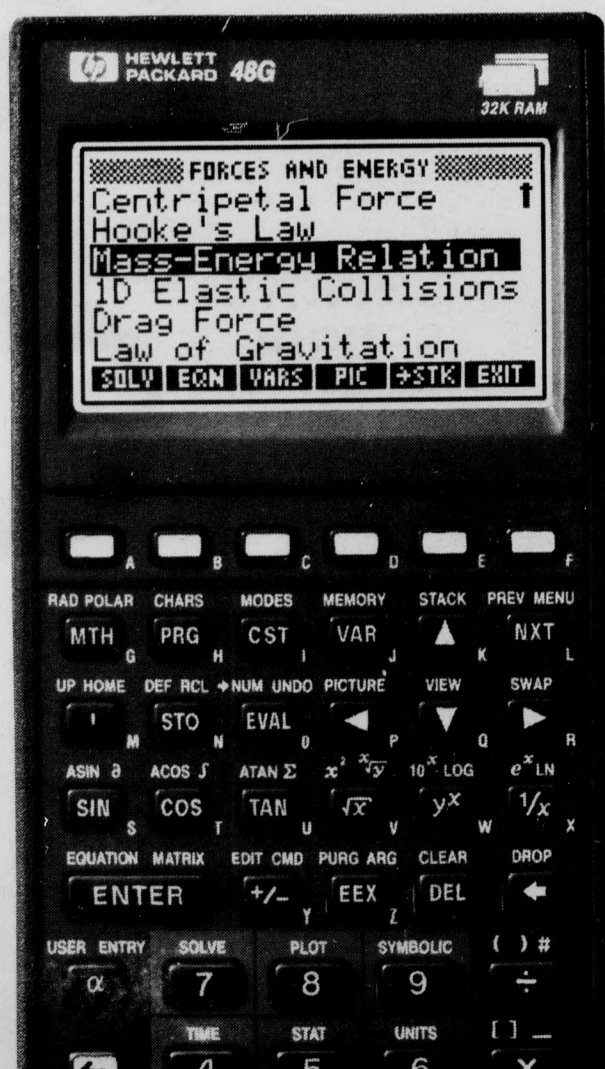 hp HEWLETT PACKARD 48G
32K RAM
FORCES AND ENERGY
Centripetal Force ↑
Hooke's Law
Mass-Energy Relation
1D Elastic Collisions
Drag Force
Law of Gravitation
SOLV EQN VARS PIC →STK EXIT
A B C D E F
RAD POLAR CHARS MODES MEMORY STACK PREV MENU
MTH G PRG H CST I VAR J ▲ K NXT L
UP HOME DEF RCL →NUM UNDO PICTURE VIEW SWAP
' M STO N EVAL O ◀ P ▼ Q ▶ R
ASIN ∂ ACOS ∫ ATAN Σ x² ˣ√y 10ˣ LOG eˣ LN
SIN S COS T TAN U √x V yˣ W 1/x X
EQUATION MATRIX EDIT CMD PURG ARG CLEAR DROP
ENTER +/− Y EEX Z DEL ←
USER ENTRY SOLVE PLOT SYMBOLIC ( ) #
α 7 8 9 ÷
TIME STAT UNITS [ ] _
4 5 6 ×